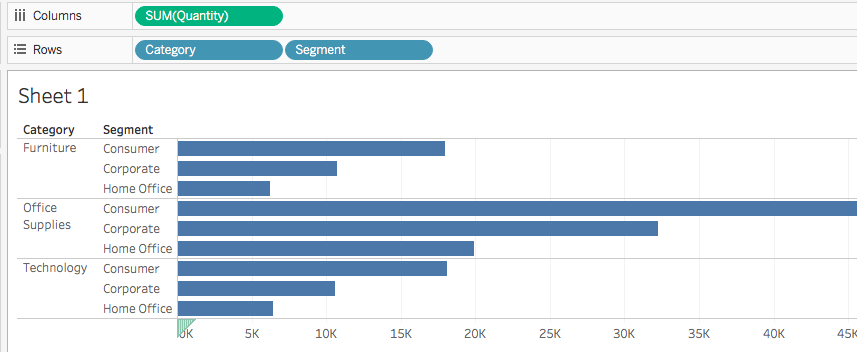 Columns SUM(Quantity)
Rows Category Segment
Sheet 1
Category Segment
Furniture Consumer
Corporate
Home Office
Office Supplies Consumer
Corporate
Home Office
Technology Consumer
Corporate
Home Office
0K 5K 10K 15K 20K 25K 30K 35K 40K 45K